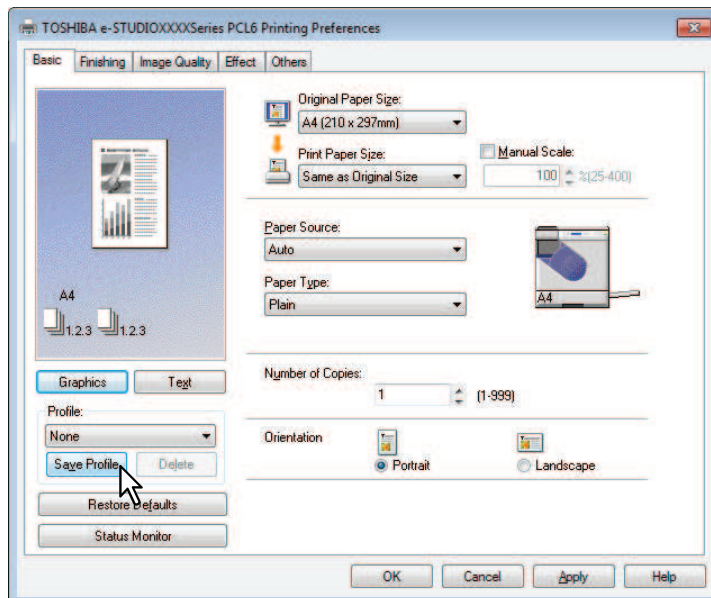 TOSHIBA e-STUDIOXXXXSeries PCL6 Printing Preferences
Basic Finishing Image Quality Effect Others
Original Paper Size:
A4 (210 x 297mm)
Print Paper Size:
Manual Scale:
Same as Original Size
100 %(25-400)
Paper Source:
Auto
Paper Type:
Plain
A4
A4
1.2.3 1.2.3
Graphics Text
Number of Copies:
1 (1-999)
Profile:
None
Save Profile Delete
Orientation
Portrait Landscape
Restore Defaults
Status Monitor
OK Cancel Apply Help